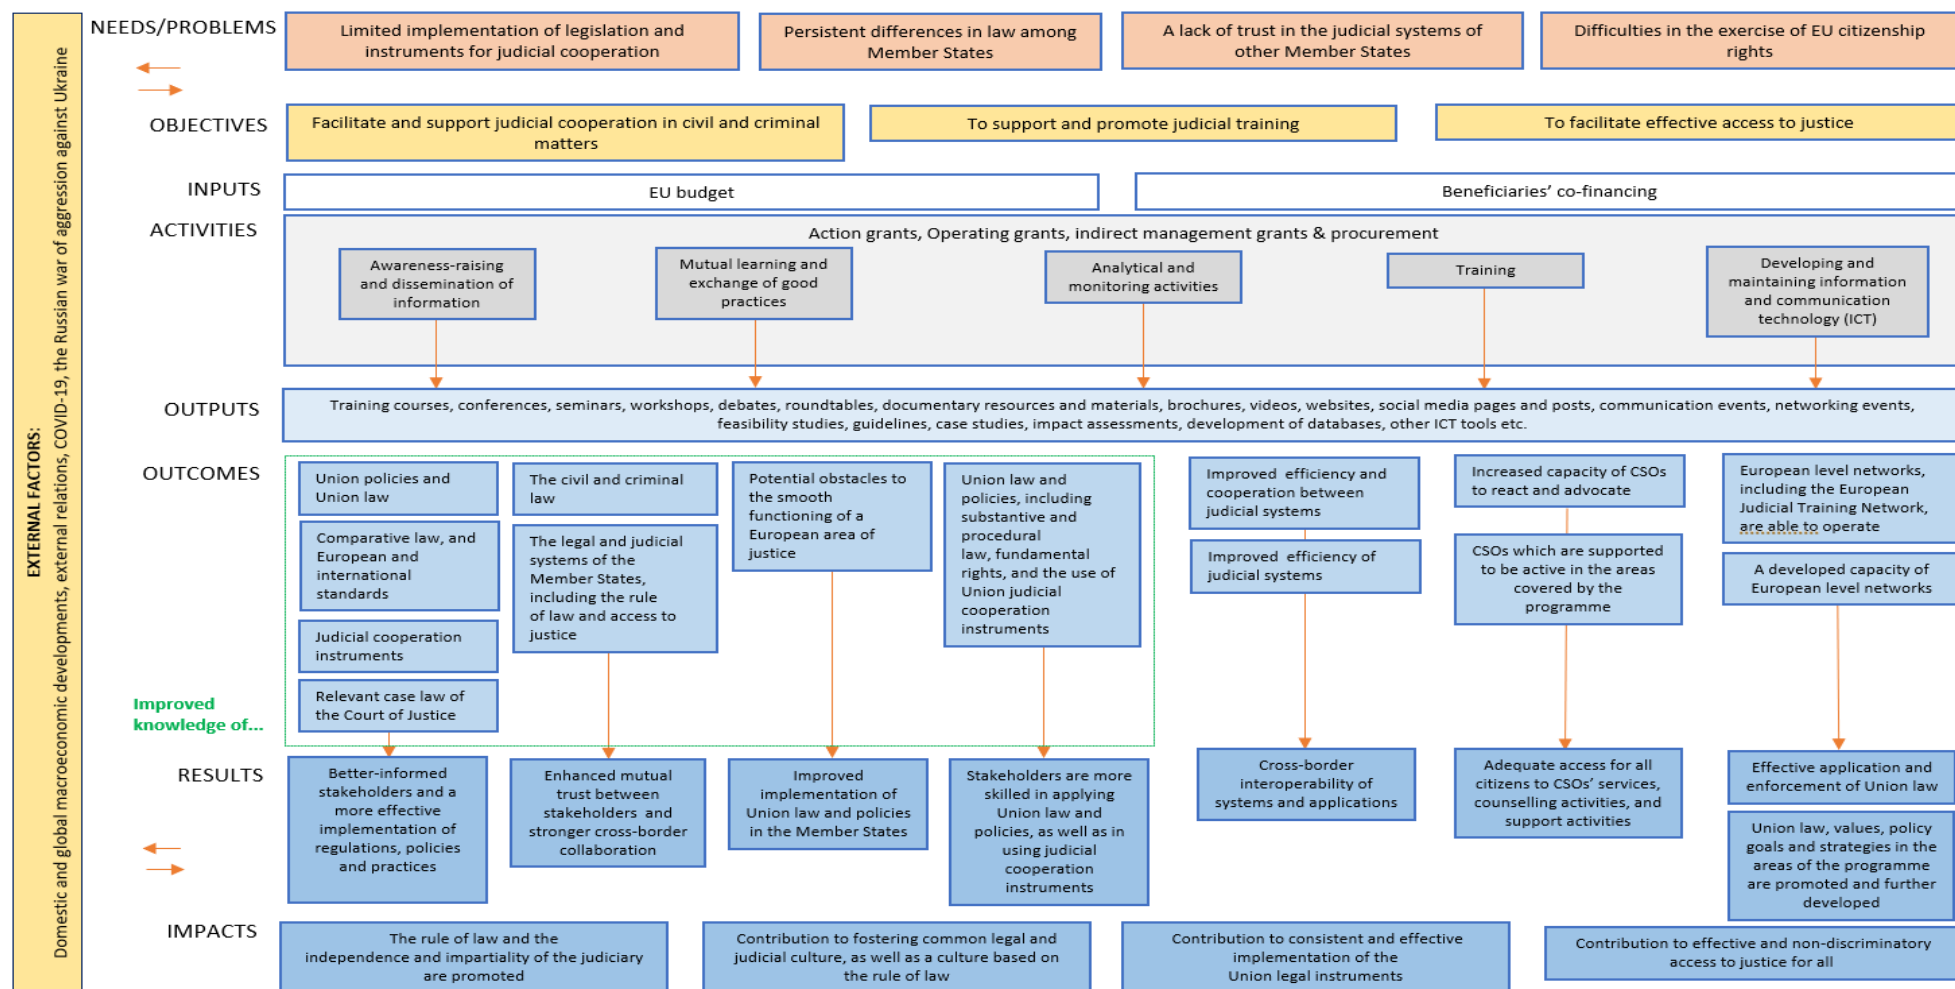 EXTERNAL FACTORS:
Domestic and global macroeconomic developments, external relations, COVID-19, the Russian war of aggression against Ukraine
NEEDS/PROBLEMS
Limited implementation of legislation and
instruments for judicial cooperation
Persistent differences in law among
Member States
A lack of trust in the judicial systems of
other Member States
Difficulties in the exercise of EU citizenship
rights
OBJECTIVES
Facilitate and support judicial cooperation in civil and criminal
matters
To support and promote judicial training
To facilitate effective access to justice
INPUTS
EU budget
Beneficiaries’ co-financing
ACTIVITIES
Action grants, Operating grants, indirect management grants & procurement
Awareness-raising
and dissemination of
information
Mutual learning and
exchange of good
practices
Analytical and
monitoring activities
Training
Developing and
maintaining information
and communication
technology (ICT)
OUTPUTS
Training courses, conferences, seminars, workshops, debates, roundtables, documentary resources and materials, brochures, videos, websites, social media pages and posts, communication events, networking events,
feasibility studies, guidelines, case studies, impact assessments, development of databases, other ICT tools etc.
OUTCOMES
Improved
knowledge of...
Union policies and
Union law
Comparative law, and
European and
international
standards
Judicial cooperation
instruments
Relevant case law of
the Court of Justice
The civil and criminal
law
The legal and judicial
systems of the
Member States,
including the rule
of law and access to
justice
Potential obstacles to
the smooth
functioning of a
European area of
justice
Union law and
policies, including
substantive and
procedural
law, fundamental
rights, and the use of
Union judicial
cooperation
instruments
Improved efficiency and
cooperation between
judicial systems
Improved efficiency of
judicial systems
Increased capacity of CSOs
to react and advocate
CSOs which are supported
to be active in the areas
covered by the
programme
European level networks,
including the European
Judicial Training Network,
are able to operate
A developed capacity of
European level networks
RESULTS
Better-informed
stakeholders and a
more effective
implementation of
regulations, policies
and practices
Enhanced mutual
trust between
stakeholders and
stronger cross-border
collaboration
Improved
implementation of
Union law and policies
in the Member States
Stakeholders are more
skilled in applying
Union law and
policies, as well as in
using judicial
cooperation
instruments
Cross-border
interoperability of
systems and applications
Adequate access for all
citizens to CSOs’ services,
counselling activities, and
support activities
Effective application and
enforcement of Union law
Union law, values, policy
goals and strategies in the
areas of the programme
are promoted and further
developed
IMPACTS
The rule of law and the
independence and impartiality of the judiciary
are promoted
Contribution to fostering common legal and
judicial culture, as well as a culture based on
the rule of law
Contribution to consistent and effective
implementation of the
Union legal instruments
Contribution to effective and non-discriminatory
access to justice for all